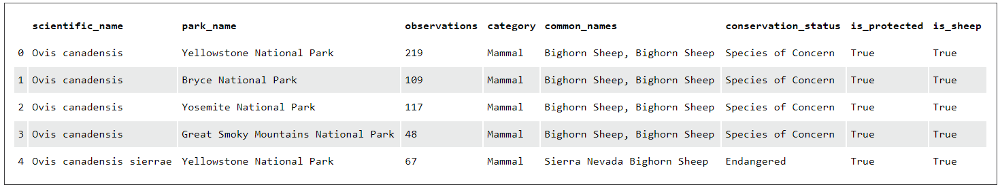 scientific_name park_name observations category common_names conservation_status is_protected is_sheep
0 Ovis canadensis Yellowstone National Park 219 Mammal Bighorn Sheep, Bighorn Sheep Species of Concern True True
1 Ovis canadensis Bryce National Park 109 Mammal Bighorn Sheep, Bighorn Sheep Species of Concern True True
2 Ovis canadensis Yosemite National Park 117 Mammal Bighorn Sheep, Bighorn Sheep Species of Concern True True
3 Ovis canadensis Great Smoky Mountains National Park 48 Mammal Bighorn Sheep, Bighorn Sheep Species of Concern True True
4 Ovis canadensis sierrae Yellowstone National Park 67 Mammal Sierra Nevada Bighorn Sheep Endangered True True